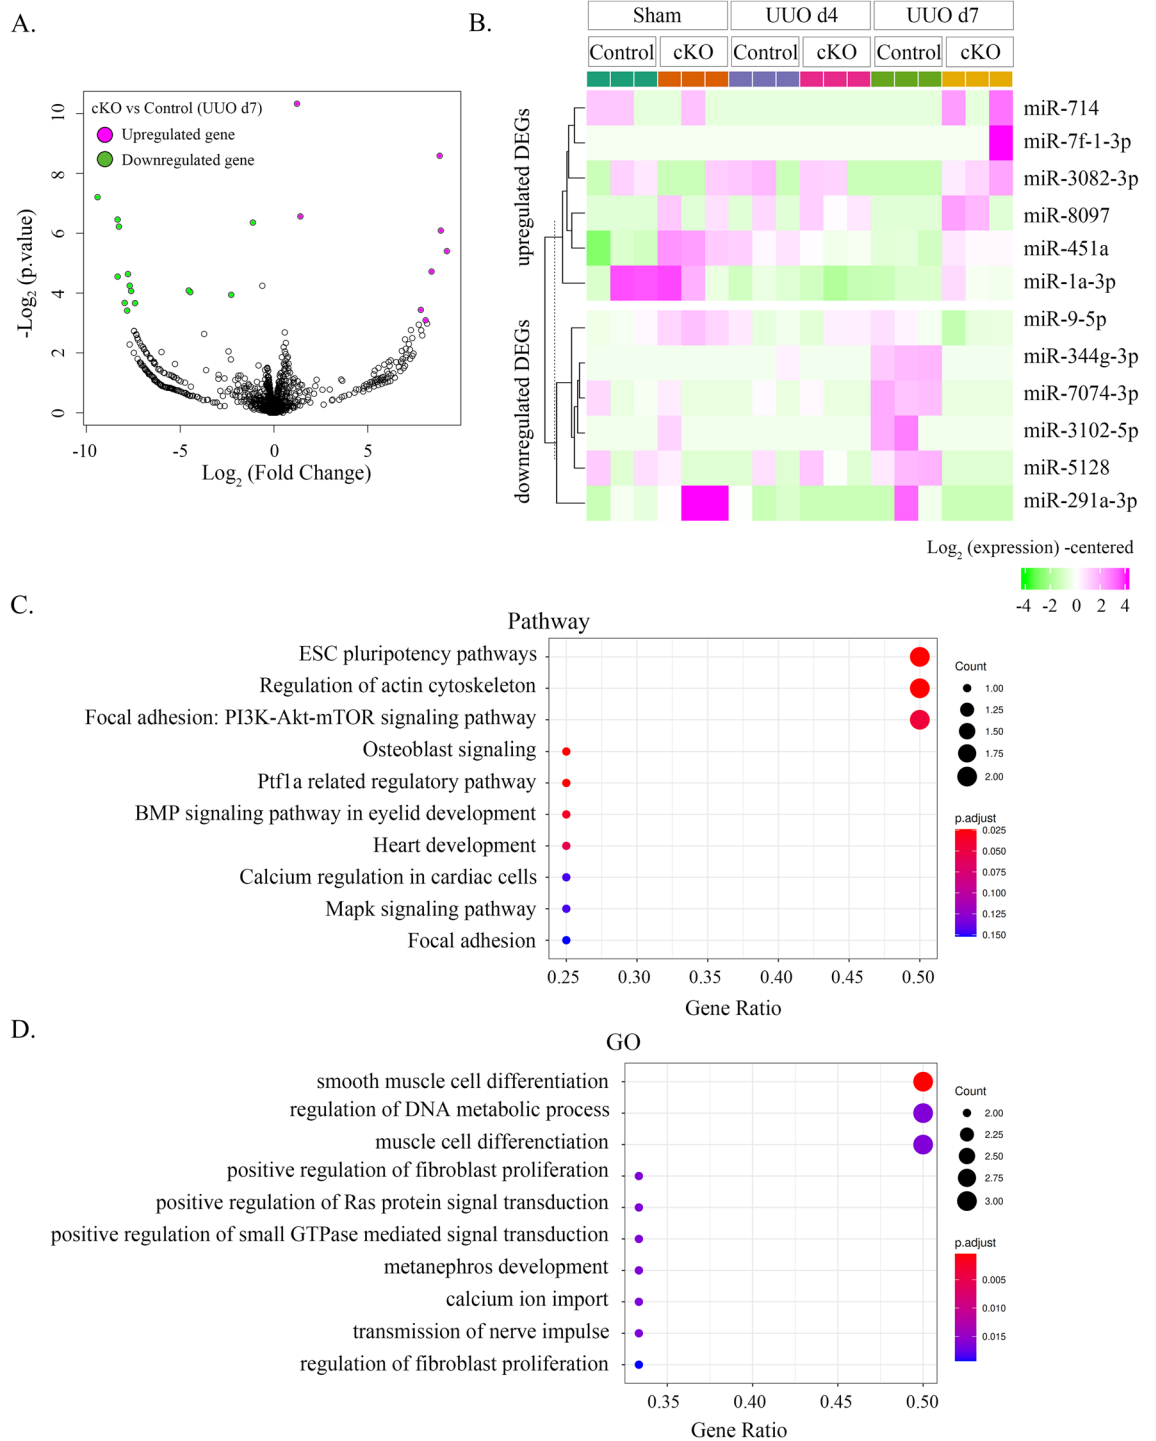 A.
cKO vs Control (UUO d7)
Upregulated gene
Downregulated gene
-Log2 (p.value)
0
2
4
6
8
10
-10
-5
0
5
Log2 (Fold Change)
B.
Sham
UUO d4
UUO d7
Control
cKO
Control
cKO
Control
cKO
upregulated DEGs
downregulated DEGs
miR-714
miR-7f-1-3p
miR-3082-3p
miR-8097
miR-451a
miR-1a-3p
miR-9-5p
miR-344g-3p
miR-7074-3p
miR-3102-5p
miR-5128
miR-291a-3p
Log2 (expression) -centered
-4 -2 0 2 4
C.
Pathway
ESC pluripotency pathways
Regulation of actin cytoskeleton
Focal adhesion: PI3K-Akt-mTOR signaling pathway
Osteoblast signaling
Ptf1a related regulatory pathway
BMP signaling pathway in eyelid development
Heart development
Calcium regulation in cardiac cells
Mapk signaling pathway
Focal adhesion
0.25 0.30 0.35 0.40 0.45 0.50
Gene Ratio
Count
1.00
1.25
1.50
1.75
2.00
p.adjust
0.025
0.050
0.075
0.100
0.125
0.150
D.
GO
smooth muscle cell differentiation
regulation of DNA metabolic process
muscle cell differenctiation
positive regulation of fibroblast proliferation
positive regulation of Ras protein signal transduction
positive regulation of small GTPase mediated signal transduction
metanephros development
calcium ion import
transmission of nerve impulse
regulation of fibroblast proliferation
0.35 0.40 0.45 0.50
Gene Ratio
Count
2.00
2.25
2.50
2.75
3.00
p.adjust
0.005
0.010
0.015